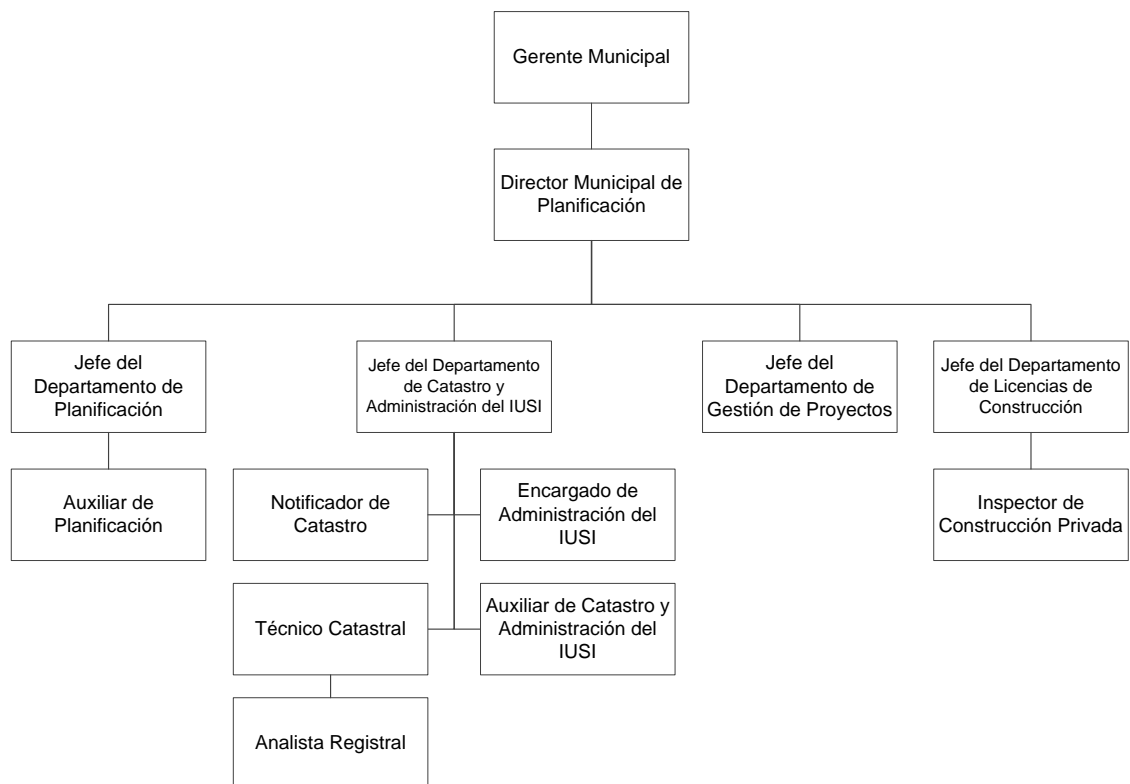 Gerente Municipal
Director Municipal de
Planificación
Jefe del
Departamento de
Planificación
Jefe del Departamento
de Catastro y
Administración del IUSI
Jefe del
Departamento de
Gestión de Proyectos
Jefe del Departamento
de Licencias de
Construcción
Auxiliar de
Planificación
Notificador de
Catastro
Encargado de
Administración del
IUSI
Inspector de
Construcción Privada
Técnico Catastral
Auxiliar de Catastro y
Administración del
IUSI
Analista Registral